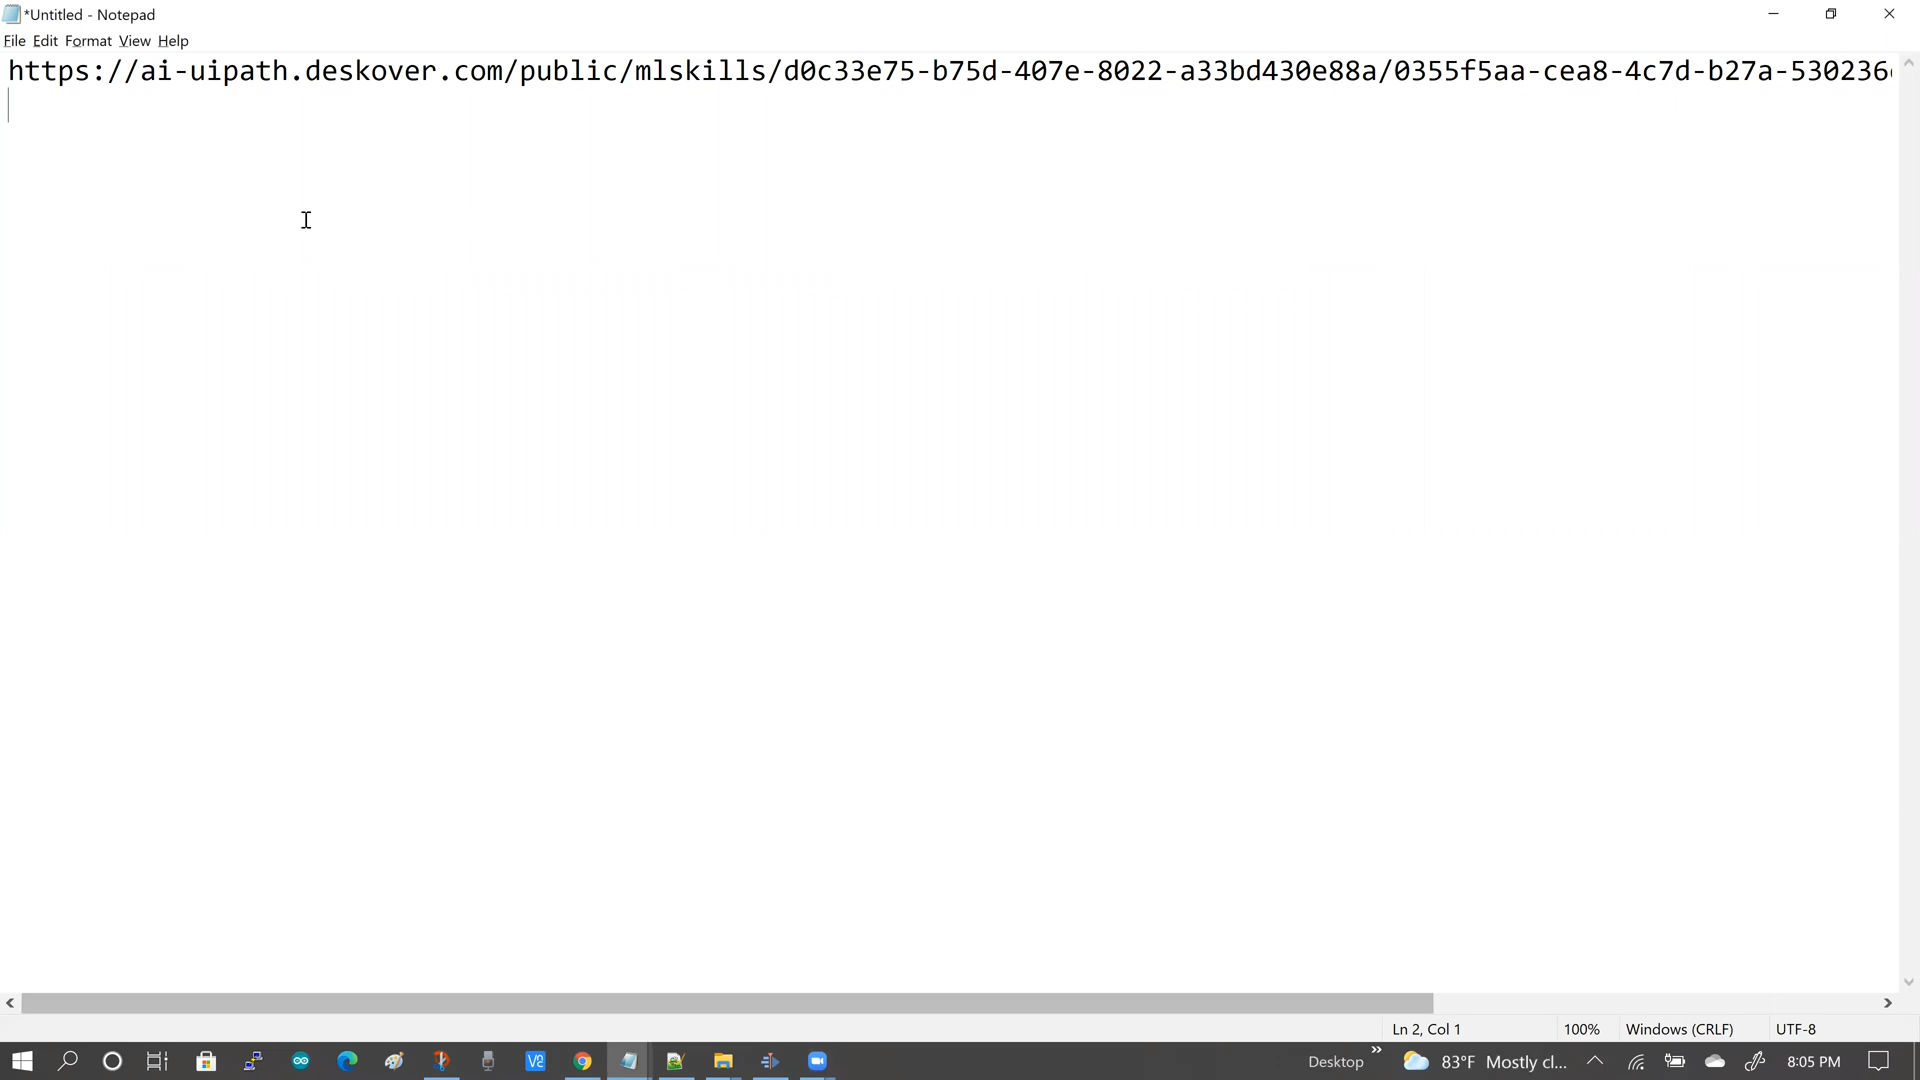 *Untitled - Notepad
File Edit Format View Help
https://ai-uipath.deskover.com/public/mlskills/d0c33e75-b75d-407e-8022-a33bd430e88a/0355f5aa-cea8-4c7d-b27a-530236
Ln 2, Col 1 100% Windows (CRLF) UTF-8
Desktop 83°F Mostly cl... 8:05 PM